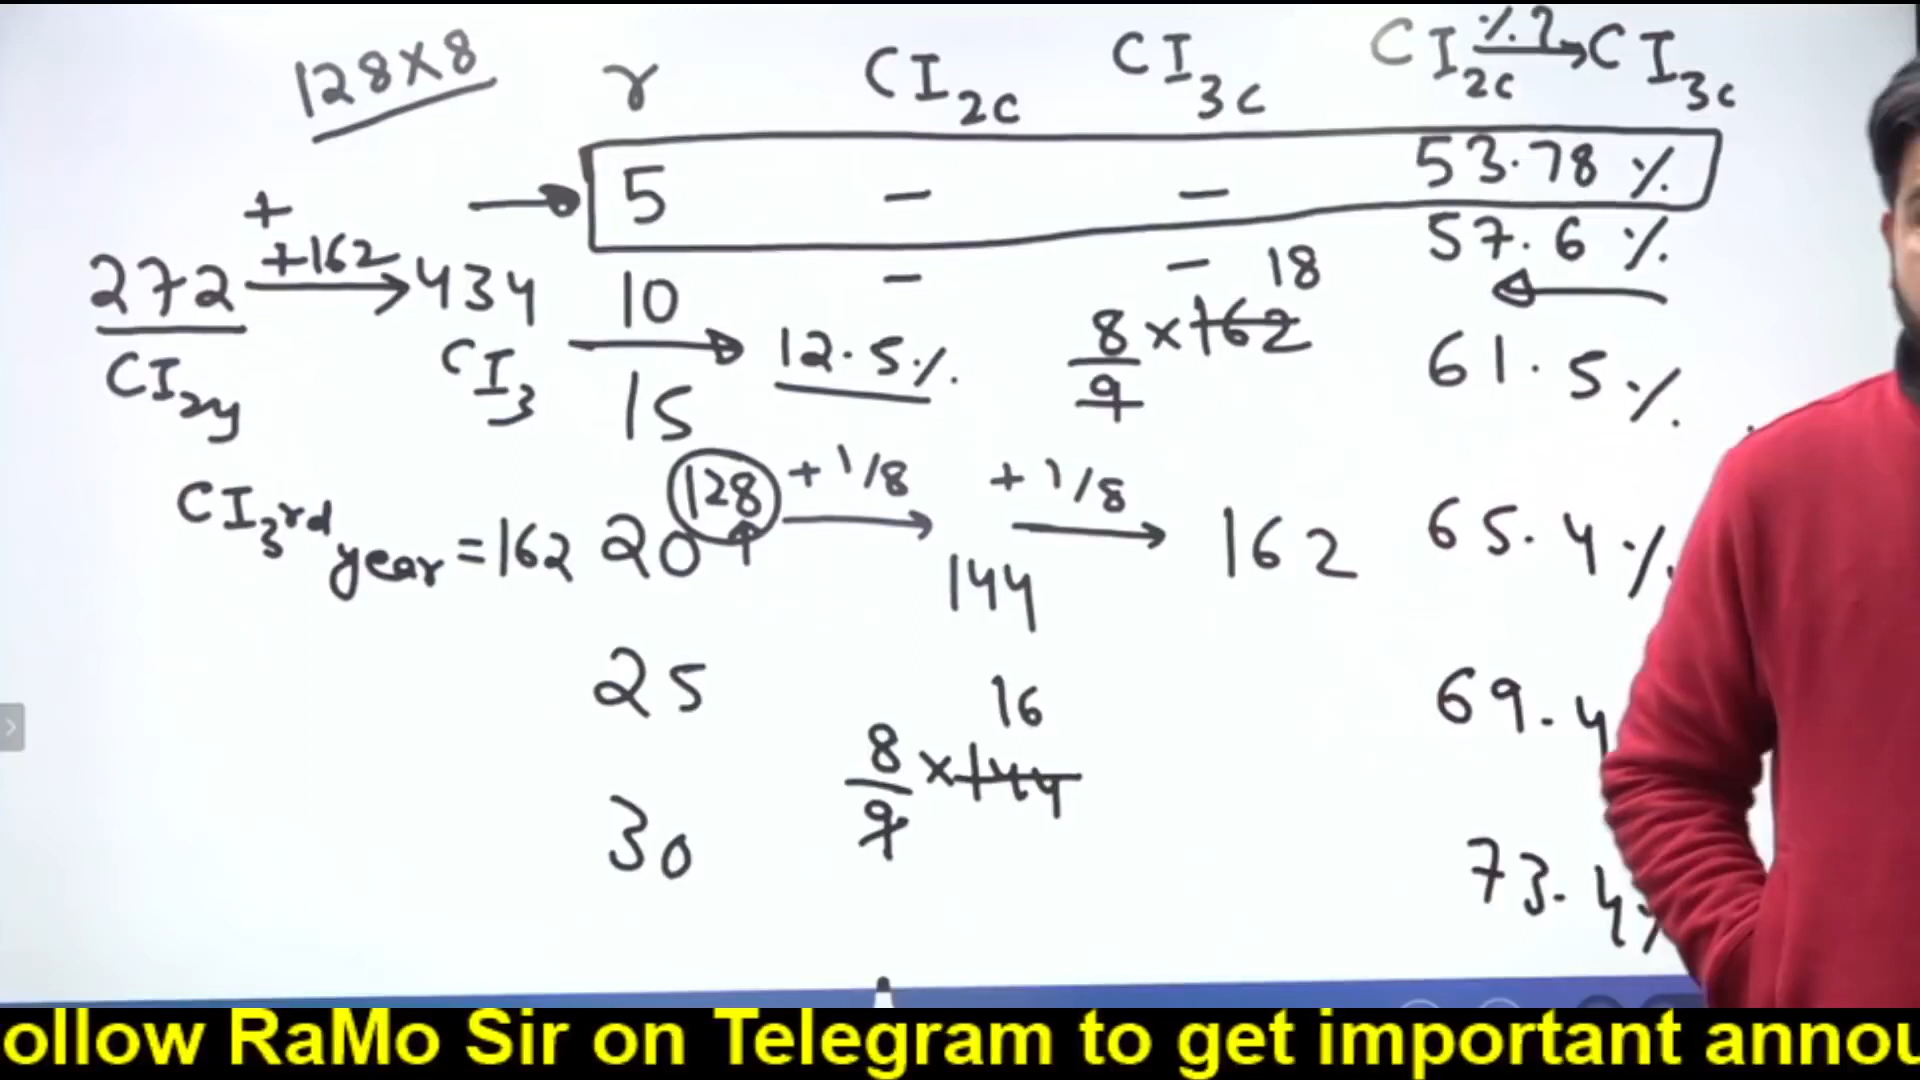 128×8
r CI2c CI3c CI2c %? → CI3c
5 – – 53.78 %
10 – – 57.6 %
+
272 +162 → 434
CI2y CI3
12.5%
8/9 × 162 18
15 61.5%
CI3rd year = 162
20 65.4%
128 +1/8 → 144 +1/8 → 162
25 69.4
8/9 × 144 16
30 73.4%
ollow RaMo Sir on Telegram to get important annou